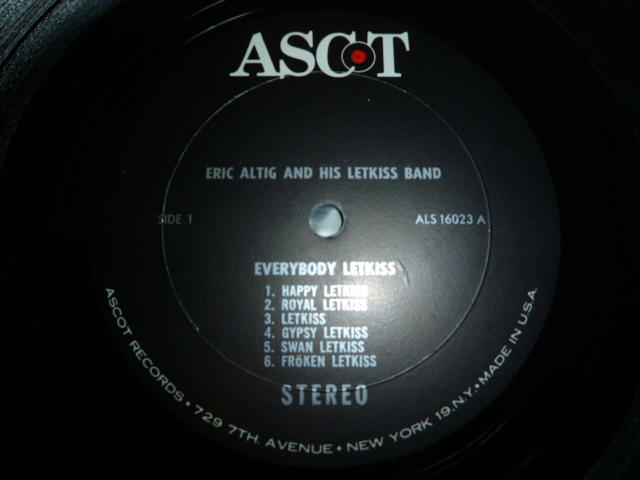 ASCOT
ERIC ALTIG AND HIS LETKISS BAND
SIDE 1
ALS 16023 A
EVERYBODY LETKISS
1. HAPPY LETKISS
2. ROYAL LETKISS
3. LETKISS
4. GYPSY LETKISS
5. SWAN LETKISS
6. FRöKEN LETKISS
STEREO
ASCOT RECORDS • 729 7TH. AVENUE • NEW YORK 19. N.Y. • MADE IN U.S.A.